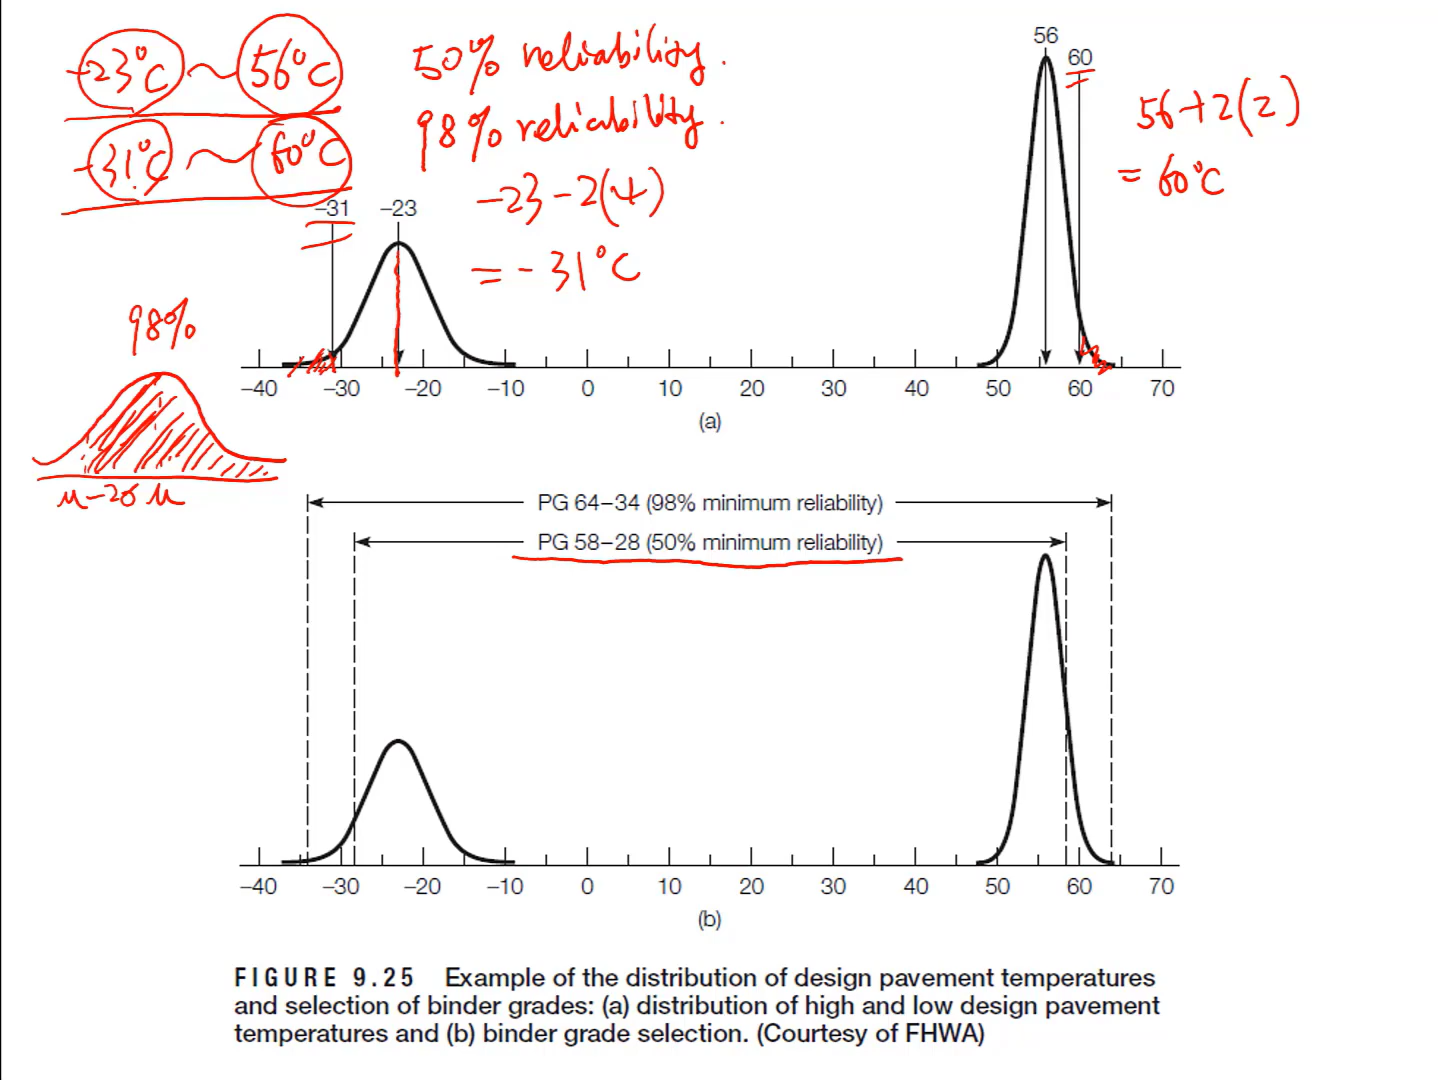 -23°C ~ 56°C
50% reliability.
-31°C ~ 60°C
98% reliability.
-23-2(4)
= -31°C
56+2(2)
= 60°C
56
60
–31
–23
98%
μ-2σ μ
–40 –30 –20 –10 0 10 20 30 40 50 60 70
(a)
PG 64–34 (98% minimum reliability)
PG 58–28 (50% minimum reliability)
–40 –30 –20 –10 0 10 20 30 40 50 60 70
(b)
FIGURE 9.25 Example of the distribution of design pavement temperatures
and selection of binder grades: (a) distribution of high and low design pavement
temperatures and (b) binder grade selection. (Courtesy of FHWA)